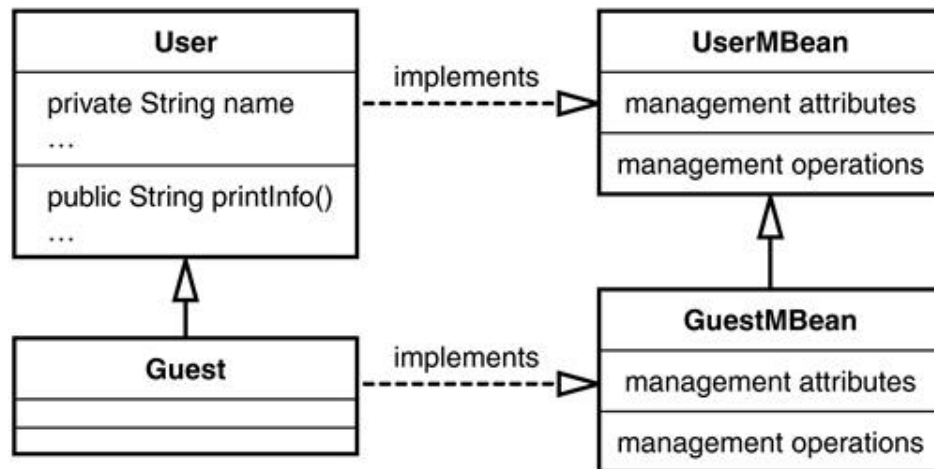 User
private String name
…
public String printInfo()
…
implements
UserMBean
management attributes
management operations
Guest
implements
GuestMBean
management attributes
management operations